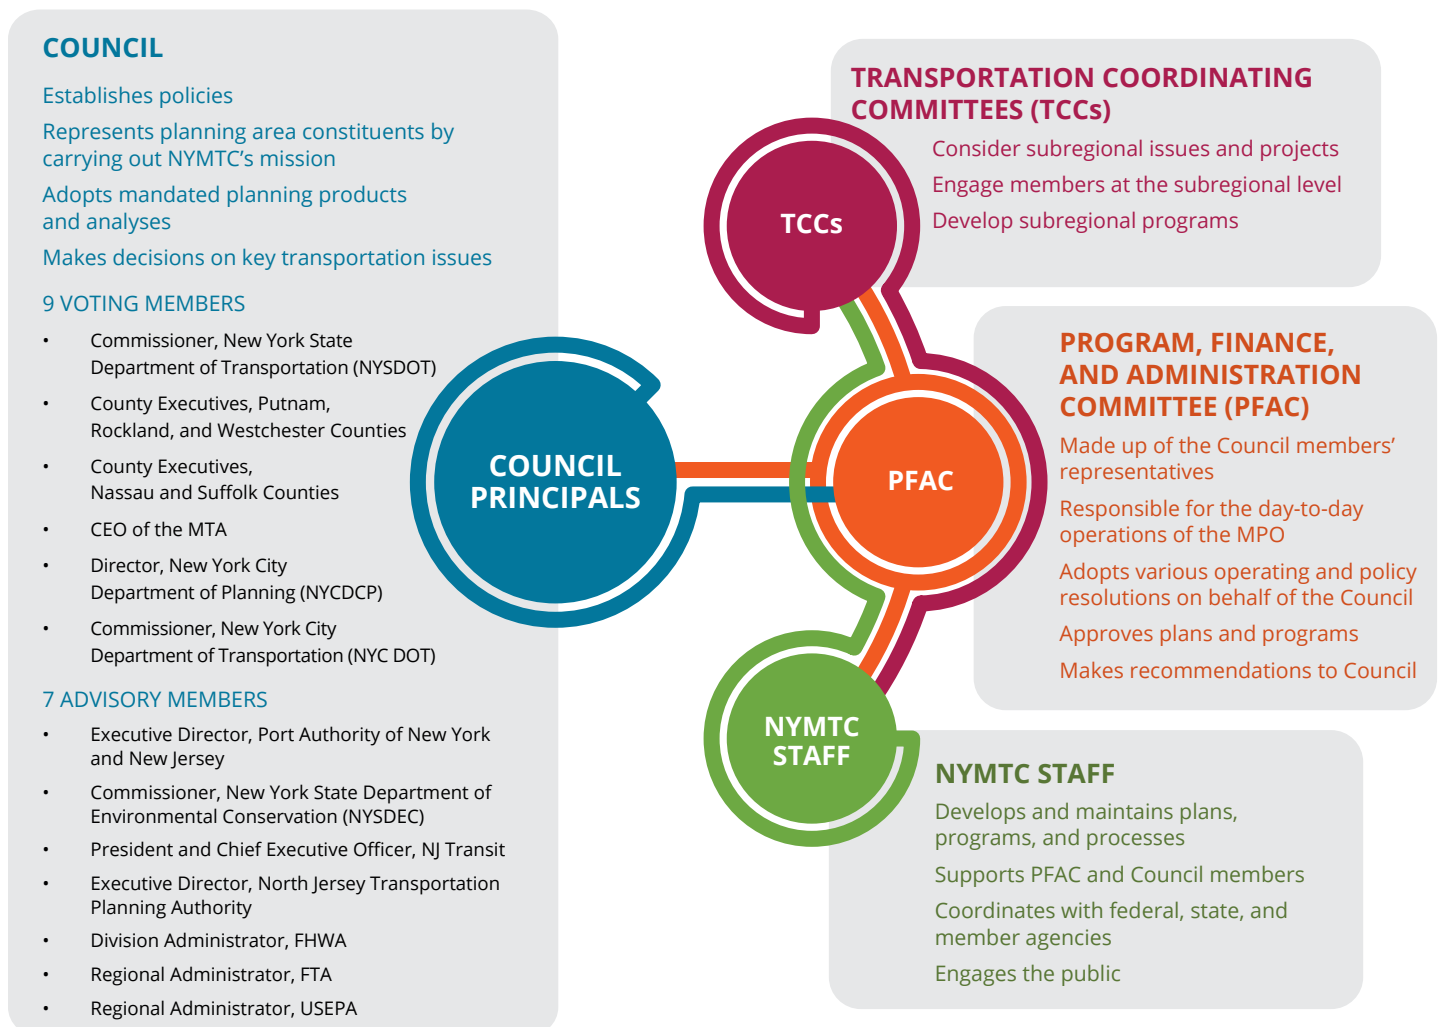 COUNCIL
Establishes policies
Represents planning area constituents by
carrying out NYMTC’s mission
Adopts mandated planning products
and analyses
Makes decisions on key transportation issues
9 VOTING MEMBERS
• Commissioner, New York State
Department of Transportation (NYSDOT)
• County Executives, Putnam,
Rockland, and Westchester Counties
• County Executives,
Nassau and Suffolk Counties
• CEO of the MTA
• Director, New York City
Department of Planning (NYCDCP)
• Commissioner, New York City
Department of Transportation (NYC DOT)
7 ADVISORY MEMBERS
• Executive Director, Port Authority of New York
and New Jersey
• Commissioner, New York State Department of
Environmental Conservation (NYSDEC)
• President and Chief Executive Officer, NJ Transit
• Executive Director, North Jersey Transportation
Planning Authority
• Division Administrator, FHWA
• Regional Administrator, FTA
• Regional Administrator, USEPA
COUNCIL
PRINCIPALS
TCCs
PFAC
NYMTC
STAFF
TRANSPORTATION COORDINATING
COMMITTEES (TCCs)
Consider subregional issues and projects
Engage members at the subregional level
Develop subregional programs
PROGRAM, FINANCE,
AND ADMINISTRATION
COMMITTEE (PFAC)
Made up of the Council members’
representatives
Responsible for the day-to-day
operations of the MPO
Adopts various operating and policy
resolutions on behalf of the Council
Approves plans and programs
Makes recommendations to Council
NYMTC STAFF
Develops and maintains plans,
programs, and processes
Supports PFAC and Council members
Coordinates with federal, state, and
member agencies
Engages the public